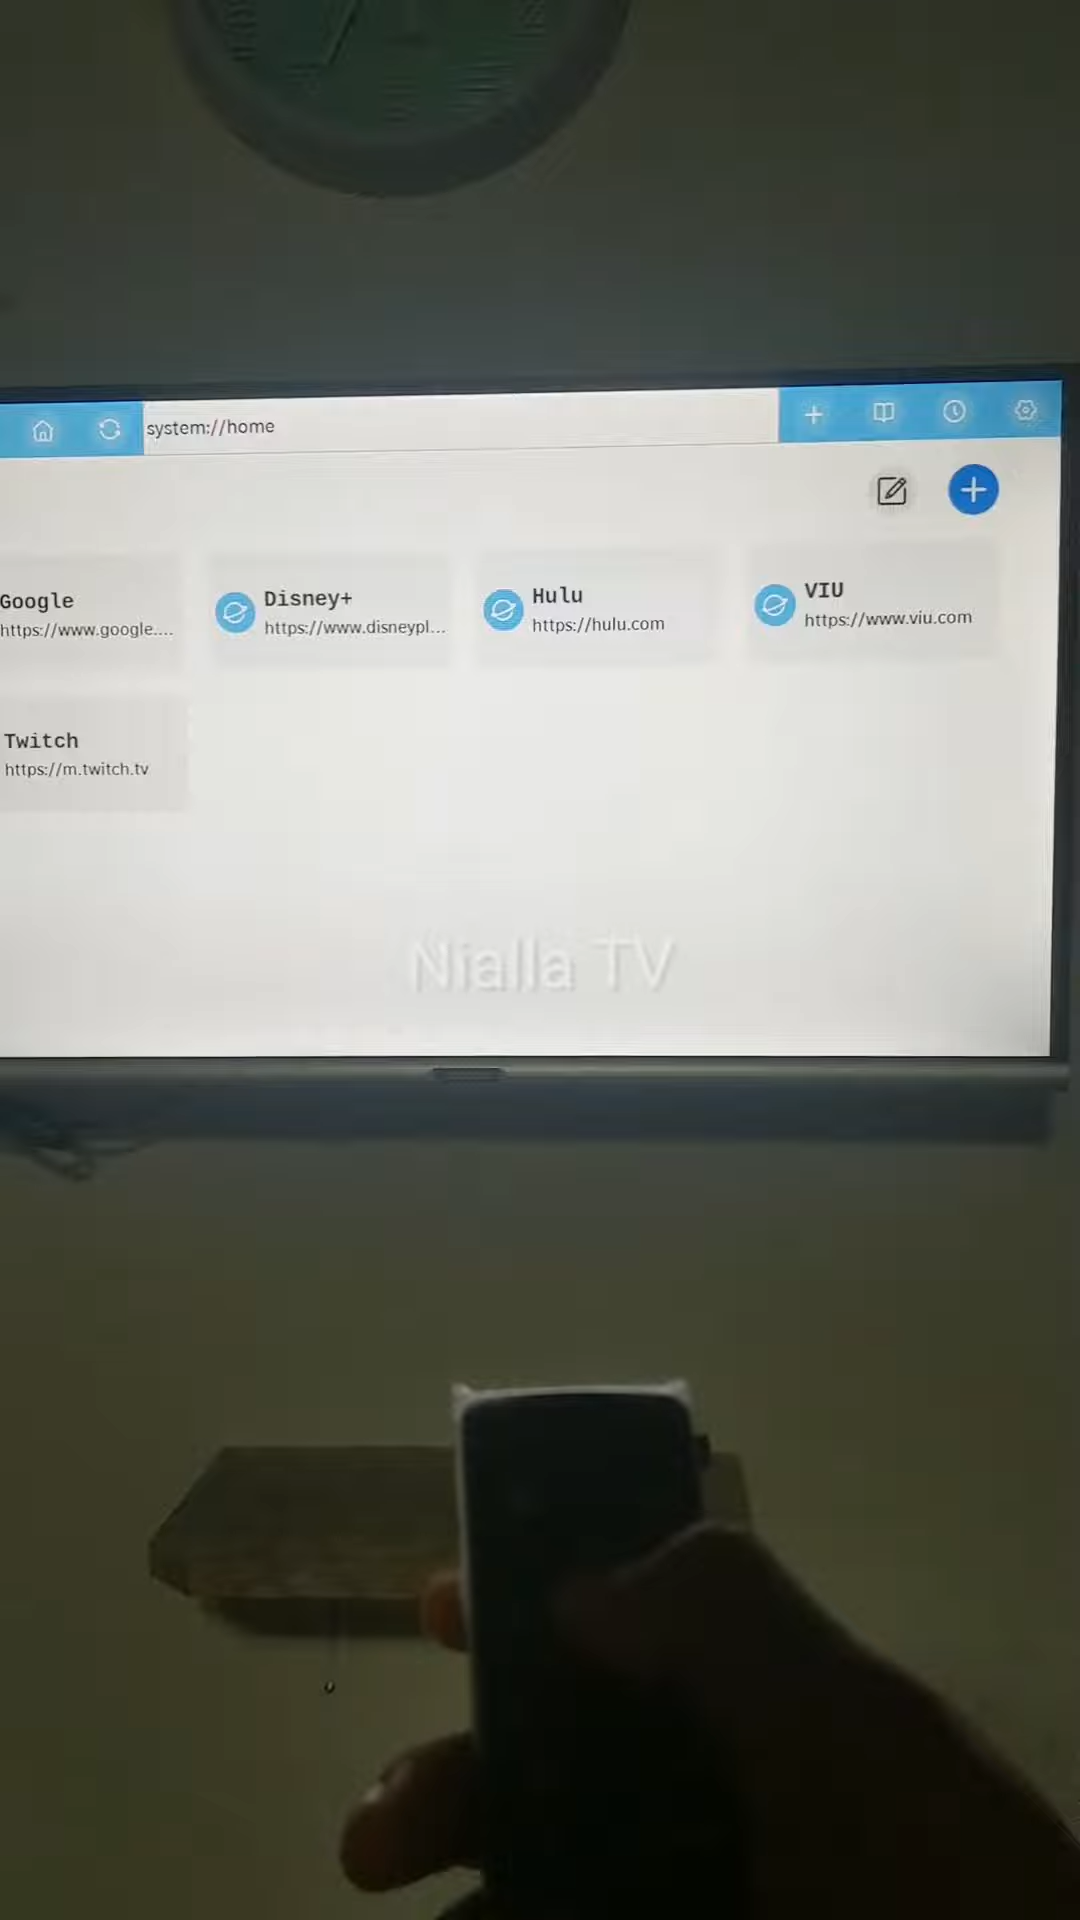 system://home
Google
https://www.google....
Disney+
https://www.disneypl...
Hulu
https://hulu.com
VIU
https://www.viu.com
Twitch
https://m.twitch.tv
Nialla TV